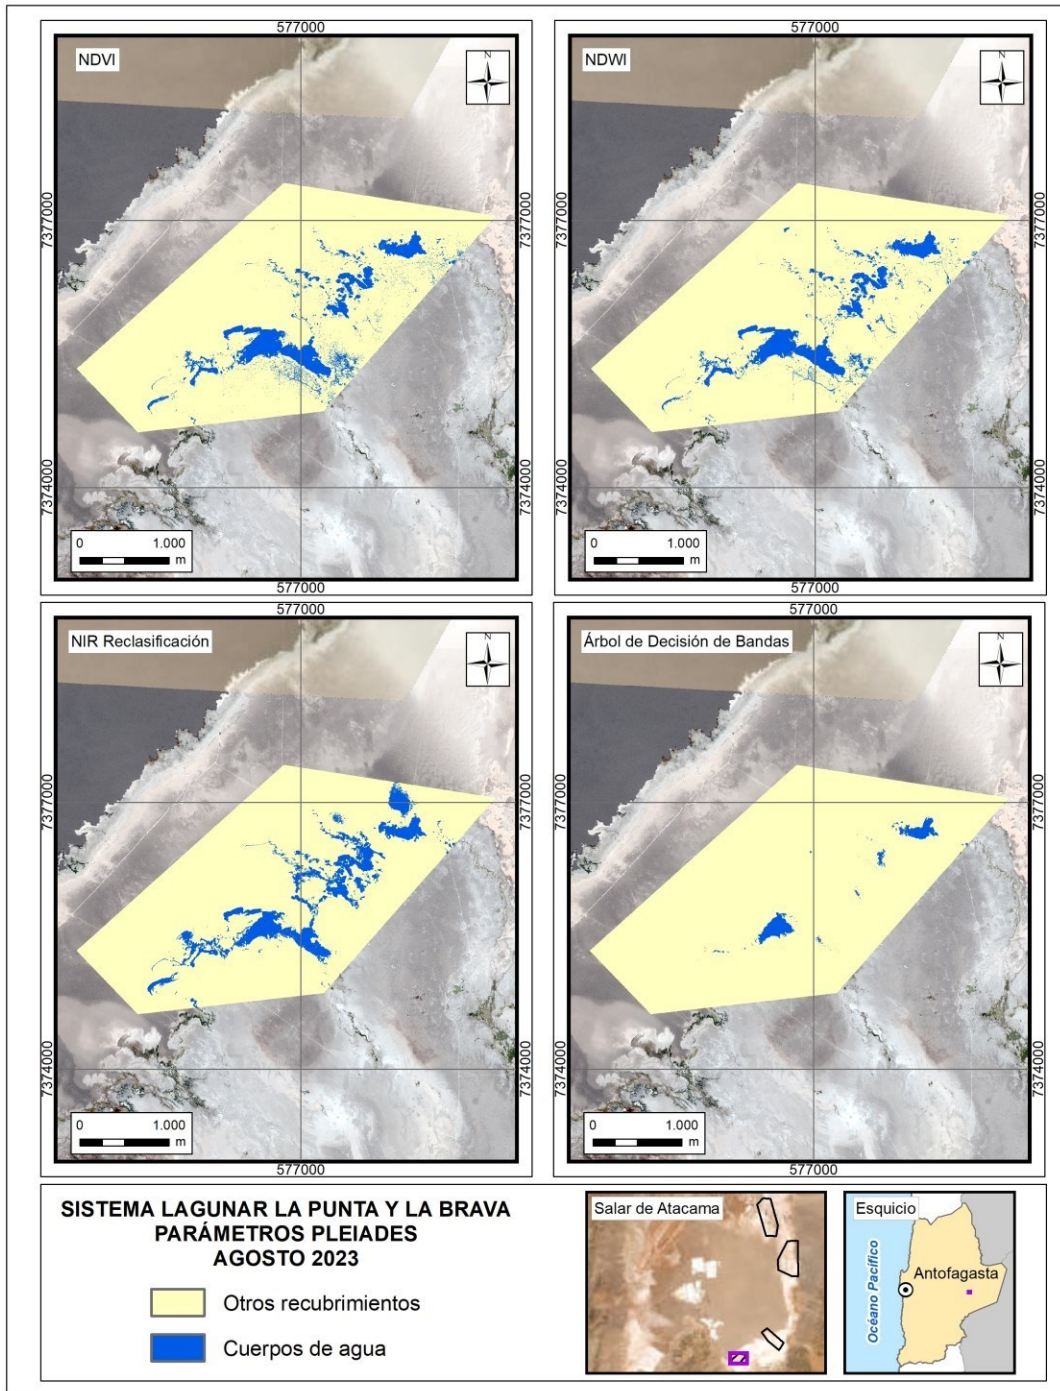 577000
577000
NDVI
N
NDWI
N
7377000
7377000
7377000
7377000
7374000
7374000
7374000
7374000
0 1.000
m
0 1.000
m
577000
577000
577000
577000
NIR Reclasificación
N
Árbol de Decisión de Bandas
N
7377000
7377000
7377000
7377000
7374000
7374000
7374000
7374000
0 1.000
m
0 1.000
m
577000
577000
SISTEMA LAGUNAR LA PUNTA Y LA BRAVA
PARÁMETROS PLEIADES
AGOSTO 2023
Otros recubrimientos
Cuerpos de agua
Salar de Atacama
Esquicio
Océano Pacífico
Antofagasta